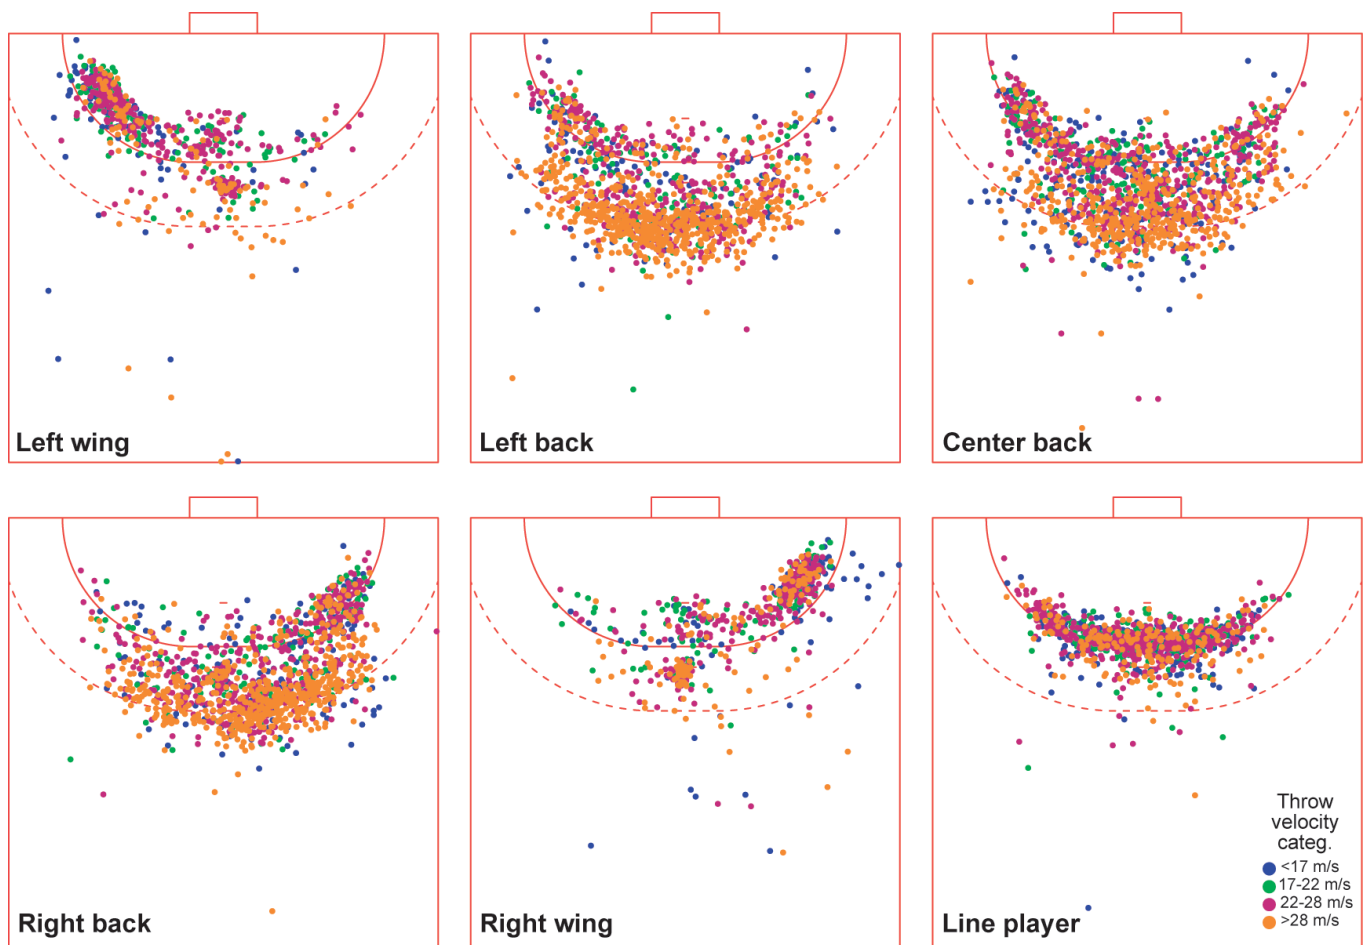 Left wing
Left back
Center back
Right back
Right wing
Line player
Throw
velocity
categ.
<17 m/s
17-22 m/s
22-28 m/s
>28 m/s